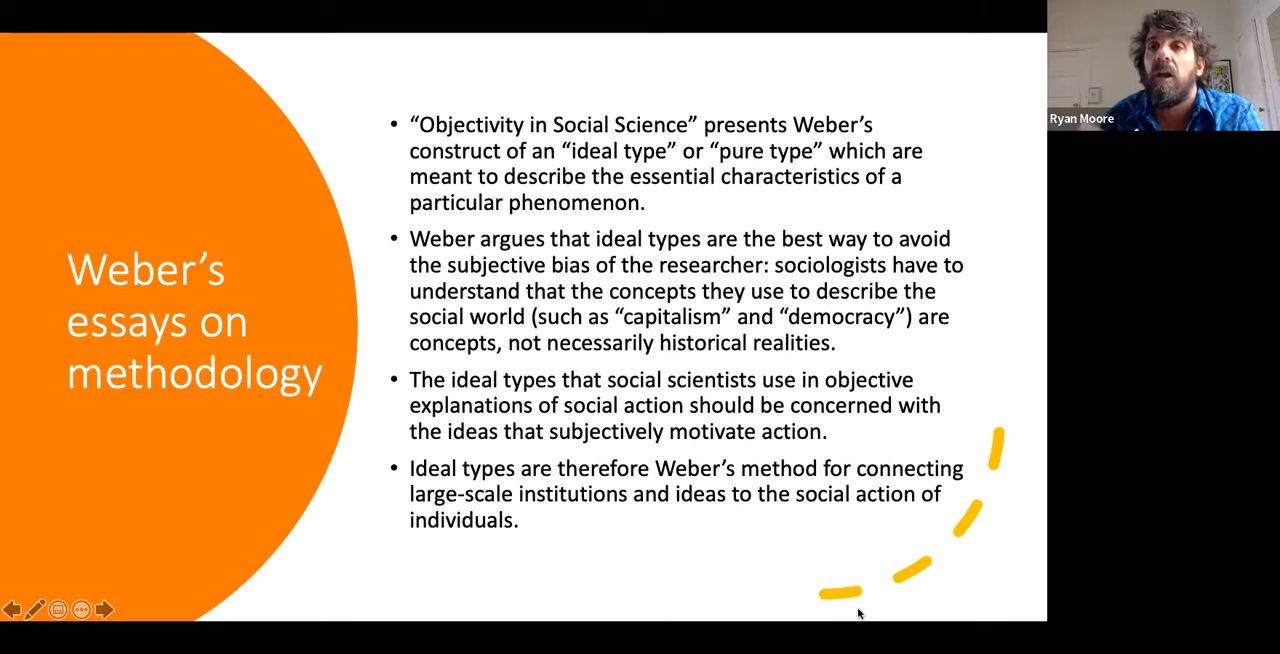 Weber’s
essays on
methodology
• “Objectivity in Social Science” presents Weber’s
construct of an “ideal type” or “pure type” which are
meant to describe the essential characteristics of a
particular phenomenon.
• Weber argues that ideal types are the best way to avoid
the subjective bias of the researcher: sociologists have to
understand that the concepts they use to describe the
social world (such as “capitalism” and “democracy”) are
concepts, not necessarily historical realities.
• The ideal types that social scientists use in objective
explanations of social action should be concerned with
the ideas that subjectively motivate action.
• Ideal types are therefore Weber’s method for connecting
large-scale institutions and ideas to the social action of
individuals.
Ryan Moore